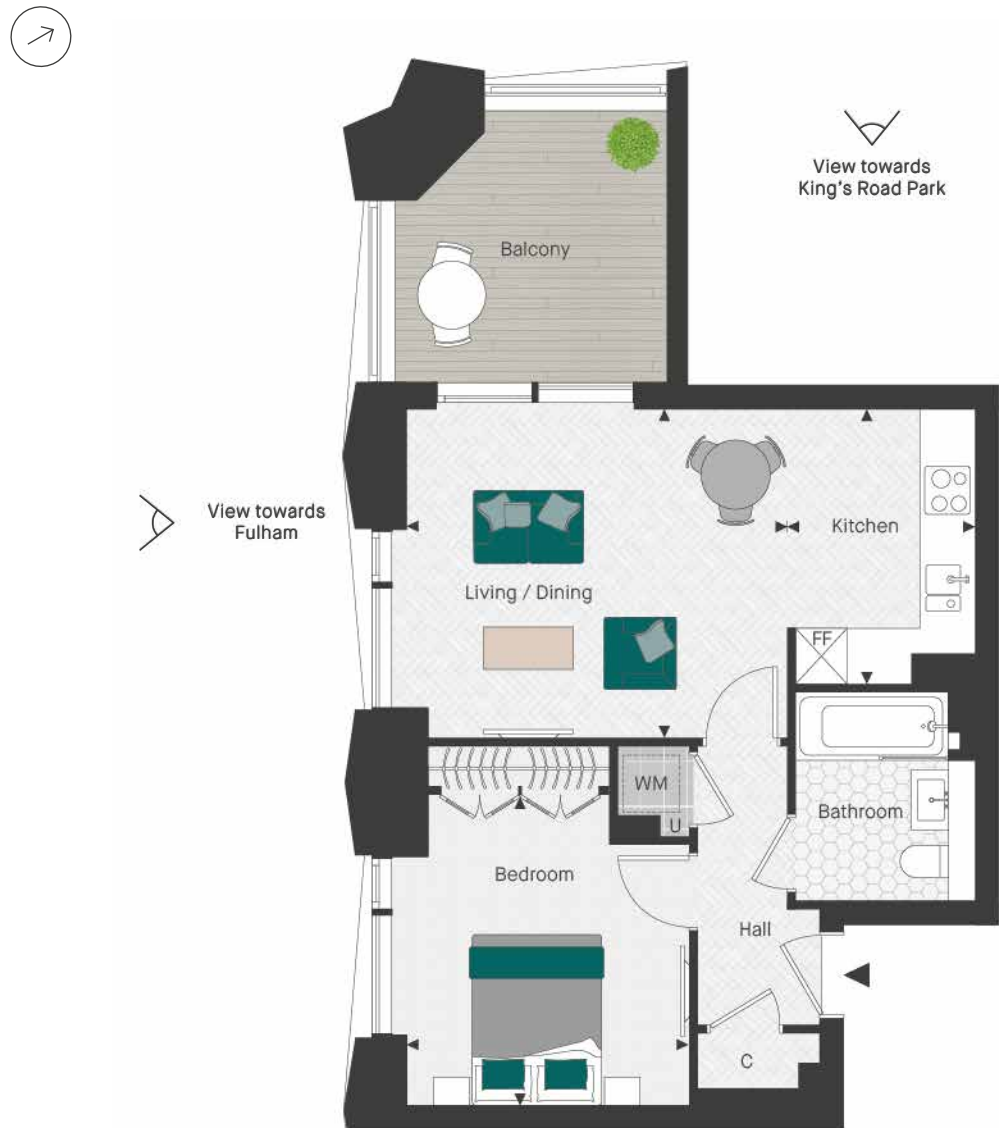 View towards
King's Road Park
Balcony
View towards
Fulham
Kitchen
Living / Dining
FF
WM
U
Bathroom
Bedroom
Hall
C